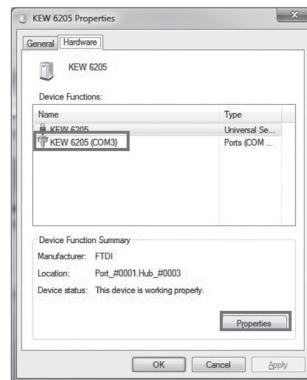 KEW 6205 Properties
General Hardware
KEW 6205
Device Functions:
Name Type
KEW 6205 Universal Se...
KEW 6205 (COM3) Ports (COM ...
Device Function Summary
Manufacturer: FTDI
Location: Port_#0001.Hub_#0003
Device status: This device is working properly.
Properties
OK Cancel Apply